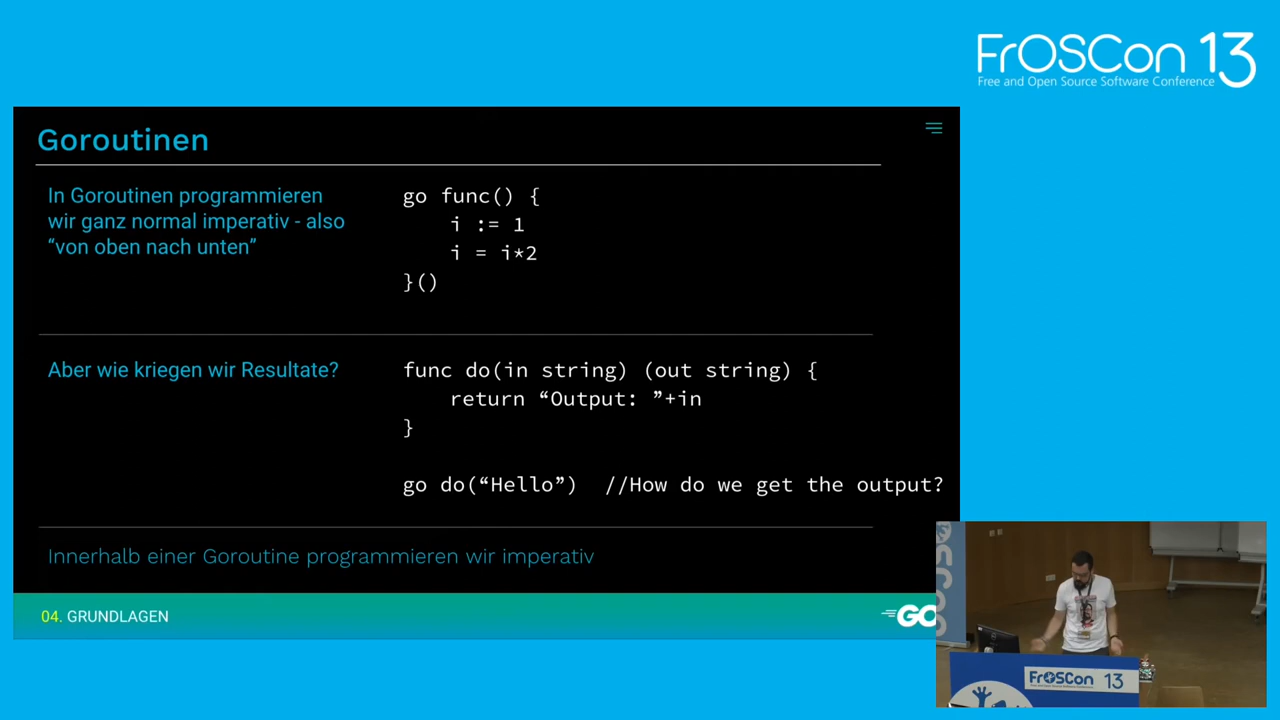 FrOSCon 13
Free and Open Source Software Conference
Goroutinen
In Goroutinen programmieren
wir ganz normal imperativ - also
“von oben nach unten”
go func() {
i := 1
i = i*2
}()
Aber wie kriegen wir Resultate?
func do(in string) (out string) {
return “Output: ”+in
}
go do(“Hello”) //How do we get the output?
Innerhalb einer Goroutine programmieren wir imperativ
04. GRUNDLAGEN
GO
OSCO
FrOSCon 13